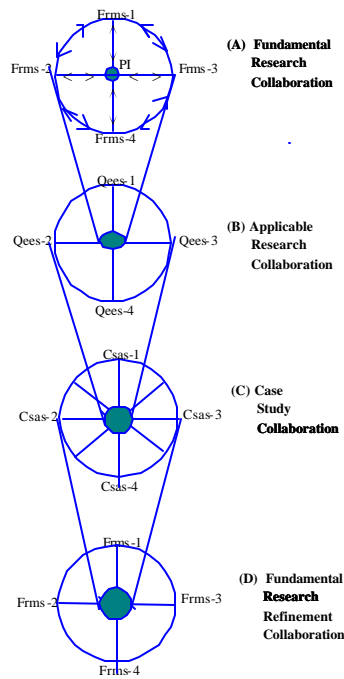 Frms-1
(A) Fundamental
Research
Collaboration
Frms-2
PI
Frms-3
Frms-4
Qees-1
(B) Applicable
Research
Collaboration
Qees-2
Qees-3
Qees-4
Csas-1
(C) Case
Study
Collaboration
Csas-2
Csas-3
Csas-4
Frms-1
(D) Fundamental
Research
Refinement
Collaboration
Frms-2
Frms-3
Frms-4